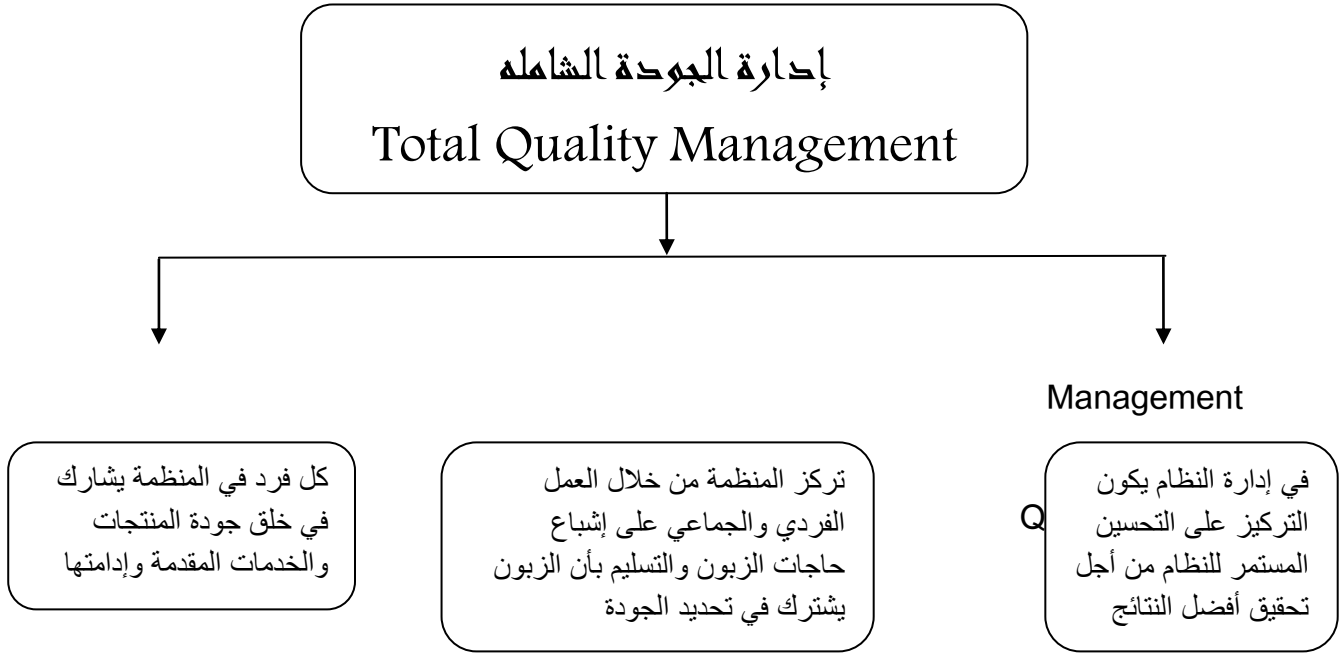 إدارة الجودة الشامله
Total Quality Management
Management
في إدارة النظام يكون
التركيز على التحسين
المستمر للنظام من أجل
تحقيق أفضل النتائج
Q
تركز المنظمة من خلال العمل
الفردي والجماعي على إشباع
حاجات الزبون والتسليم بأن الزبون
يشترك في تحديد الجودة
كل فرد في المنظمة يشارك
في خلق جودة المنتجات
والخدمات المقدمة وإدامتها